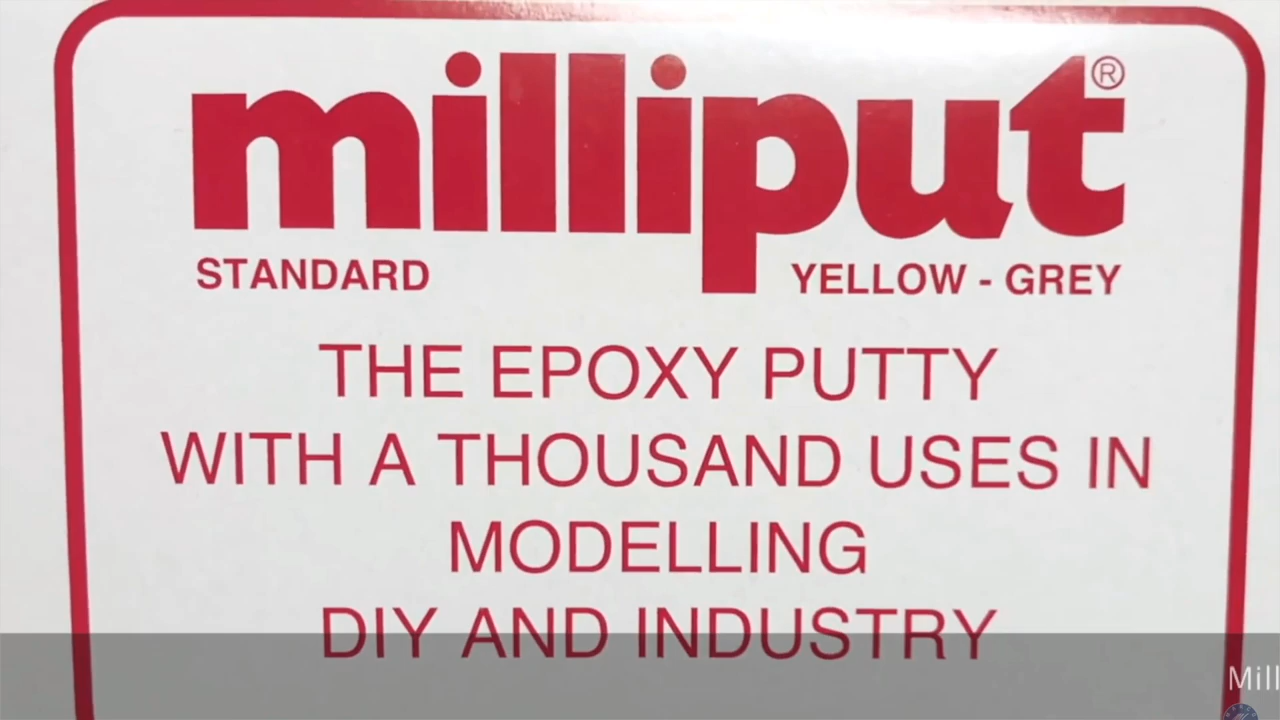 milliput®
STANDARD YELLOW - GREY
THE EPOXY PUTTY
WITH A THOUSAND USES IN
MODELLING
DIY AND INDUSTRY
Mill